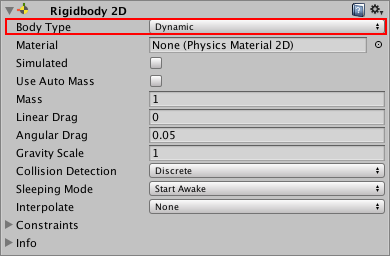 Rigidbody 2D
Body Type Dynamic
Material None (Physics Material 2D)
Simulated
Use Auto Mass
Mass 1
Linear Drag 0
Angular Drag 0.05
Gravity Scale 1
Collision Detection Discrete
Sleeping Mode Start Awake
Interpolate None
Constraints
Info